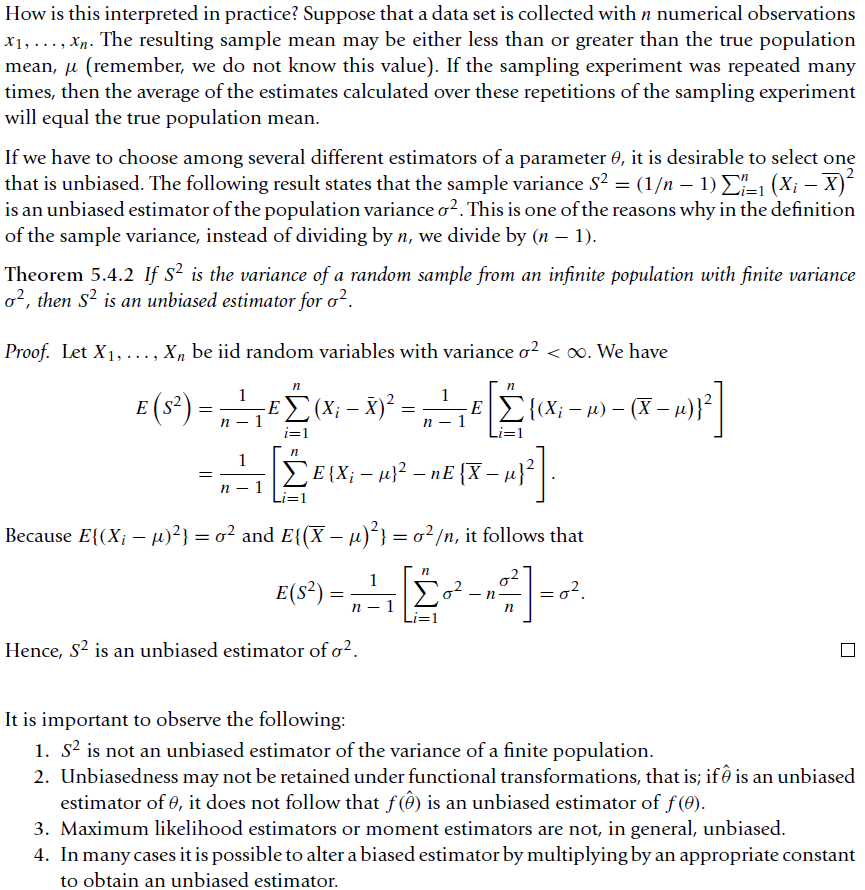 How is this interpreted in practice? Suppose that a data set is collected with n numerical observations
x₁, . . . , xₙ. The resulting sample mean may be either less than or greater than the true population
mean, μ (remember, we do not know this value). If the sampling experiment was repeated many
times, then the average of the estimates calculated over these repetitions of the sampling experiment
will equal the true population mean.
If we have to choose among several different estimators of a parameter θ, it is desirable to select one
that is unbiased. The following result states that the sample variance S² = (1/n − 1) ∑ⁿᵢ₌₁ (Xᵢ − X̅)²
is an unbiased estimator of the population variance σ². This is one of the reasons why in the definition
of the sample variance, instead of dividing by n, we divide by (n − 1).
Theorem 5.4.2 If S² is the variance of a random sample from an infinite population with finite variance
σ², then S² is an unbiased estimator for σ².
Proof. Let X₁, . . . , Xₙ be iid random variables with variance σ² < ∞. We have
E (S²) = 1/(n − 1) E ∑ⁿᵢ₌₁ (Xᵢ − X̄)² = 1/(n − 1) E [∑ⁿᵢ₌₁ {(Xᵢ − μ) − (X̅ − μ)}²]
= 1/(n − 1) [∑ⁿᵢ₌₁ E{Xᵢ − μ}² − nE {X̅ − μ}²] .
Because E{(Xᵢ − μ)²} = σ² and E{(X̅ − μ)²} = σ²/n, it follows that
E(S²) = 1/(n − 1) [∑ⁿᵢ₌₁ σ² − n σ²/n] = σ².
Hence, S² is an unbiased estimator of σ². □
It is important to observe the following:
1. S² is not an unbiased estimator of the variance of a finite population.
2. Unbiasedness may not be retained under functional transformations, that is; if θ̂ is an unbiased
estimator of θ, it does not follow that f(θ̂) is an unbiased estimator of f(θ).
3. Maximum likelihood estimators or moment estimators are not, in general, unbiased.
4. In many cases it is possible to alter a biased estimator by multiplying by an appropriate constant
to obtain an unbiased estimator.